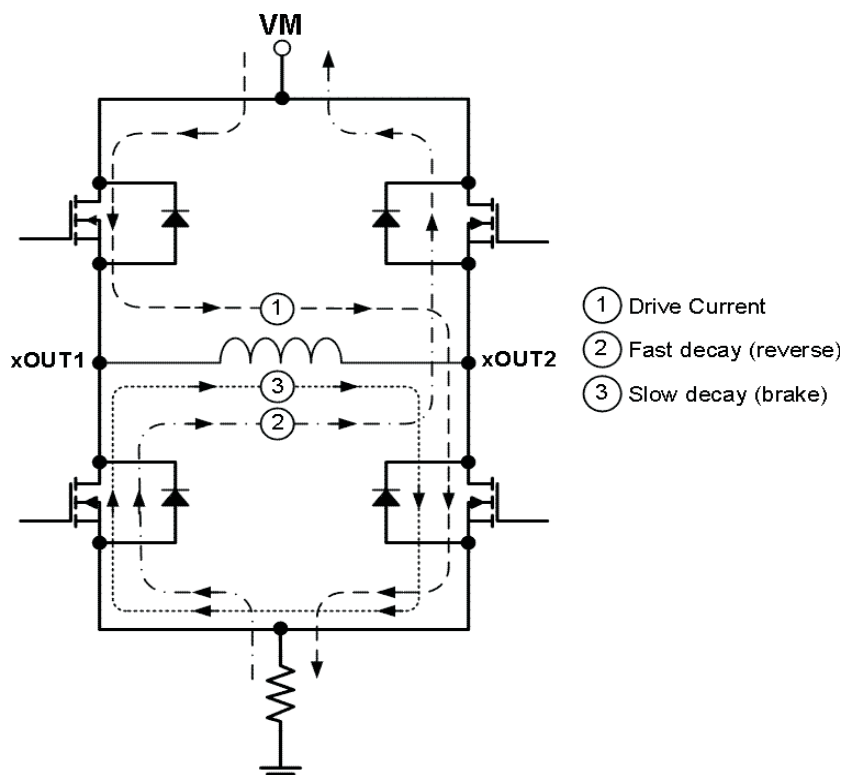 VM
1
xOUT1
xOUT2
3
2
1 Drive Current
2 Fast decay (reverse)
3 Slow decay (brake)